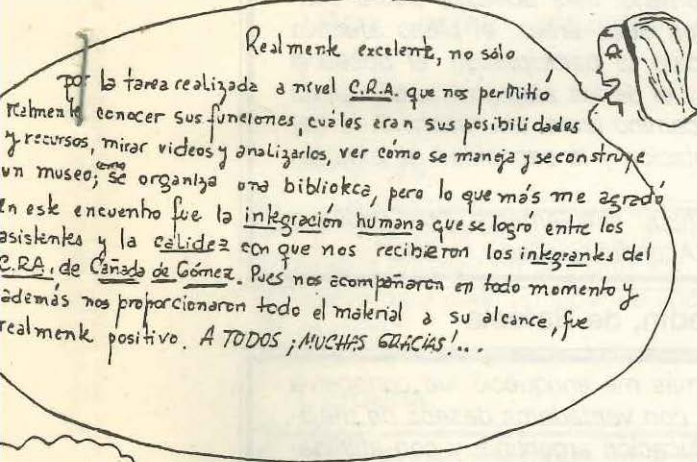 Realmente excelente, no sólo
por la tarea realizada a nivel C.R.A. que nos permitió
realmente conocer sus funciones, cuáles eran sus posibilidades
y recursos, mirar videos y analizarlos, ver cómo se maneja y se construye
un museo; cómo se organiza una biblioteca, pero lo que más me agradó
en este encuentro fue la integración humana que se logró entre los
asistentes y la calidez con que nos recibieron los integrantes del
C.R.A. de Cañada de Gómez. Pues nos acompañaron en todo momento y
además nos proporcionaron todo el material a su alcance, fue
realmente positivo. A TODOS ¡MUCHAS GRACIAS!...